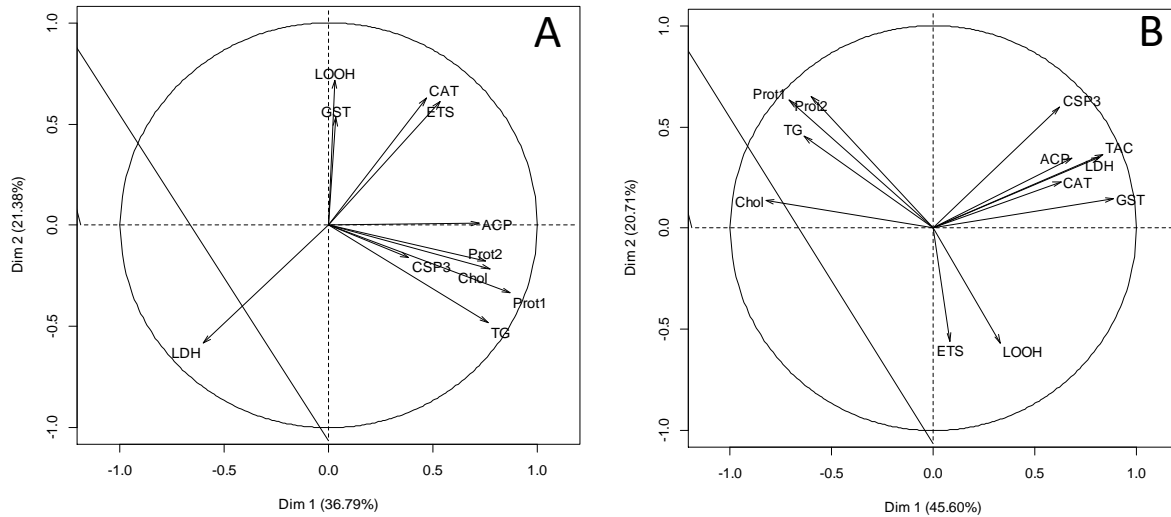 A
1.0
0.5
0.0
-0.5
-1.0
Dim 2 (21.38%)
LOOH
CAT
GST
ETS
ACP
Prot2
CSP3
Chol
Prot1
TG
LDH
-1.0 -0.5 0.0 0.5 1.0
Dim 1 (36.79%)
B
1.0
0.5
0.0
-0.5
-1.0
Dim 2 (20.71%)
Prot1
Prot2
CSP3
TG
TAC
ACP
LDH
CAT
Chol
GST
ETS
LOOH
-1.0 -0.5 0.0 0.5 1.0
Dim 1 (45.60%)